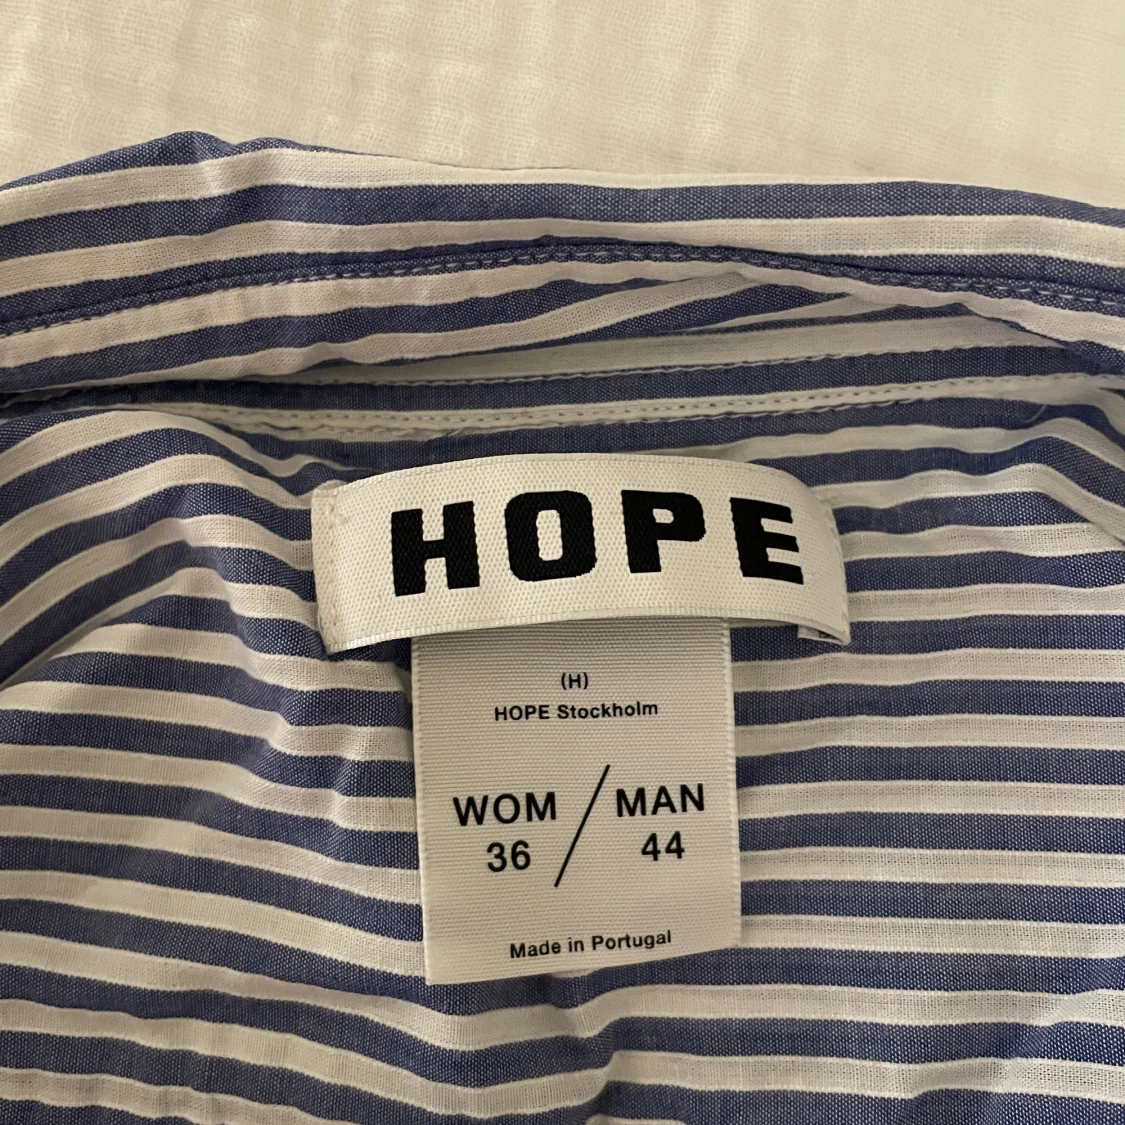 HOPE
(H)
HOPE Stockholm
WOM / MAN
36 44
Made in Portugal